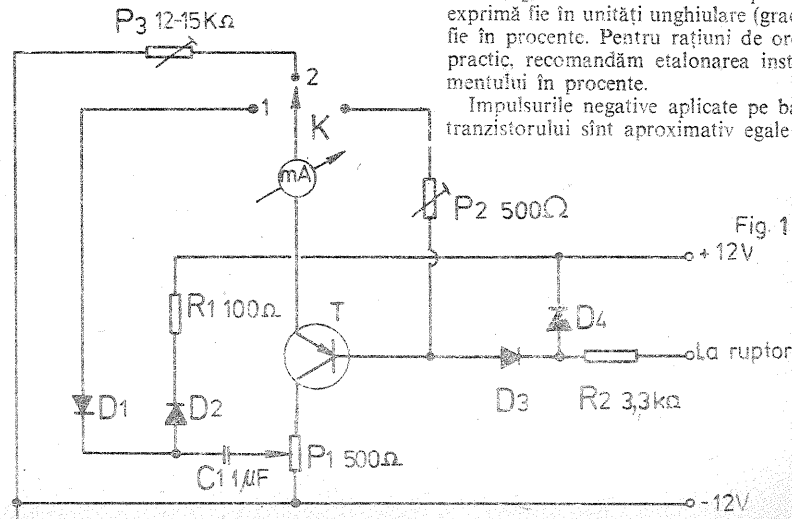 exprimă fie în unități unghiulare (grad
fie în procente. Pentru rațiuni de ord
practic, recomandăm etalonarea inst
mentului în procente.
Impulsurile negative aplicate pe ba
tranzistorului sînt aproximativ egale
P3 12-15KΩ
2
1
K
mA
P2 500Ω
Fig. 1
+12V
R1 100Ω
T
D4
La ruptor
D1
D2
D3
R2 3,3kΩ
C1 1µF
P1 500Ω
-12V